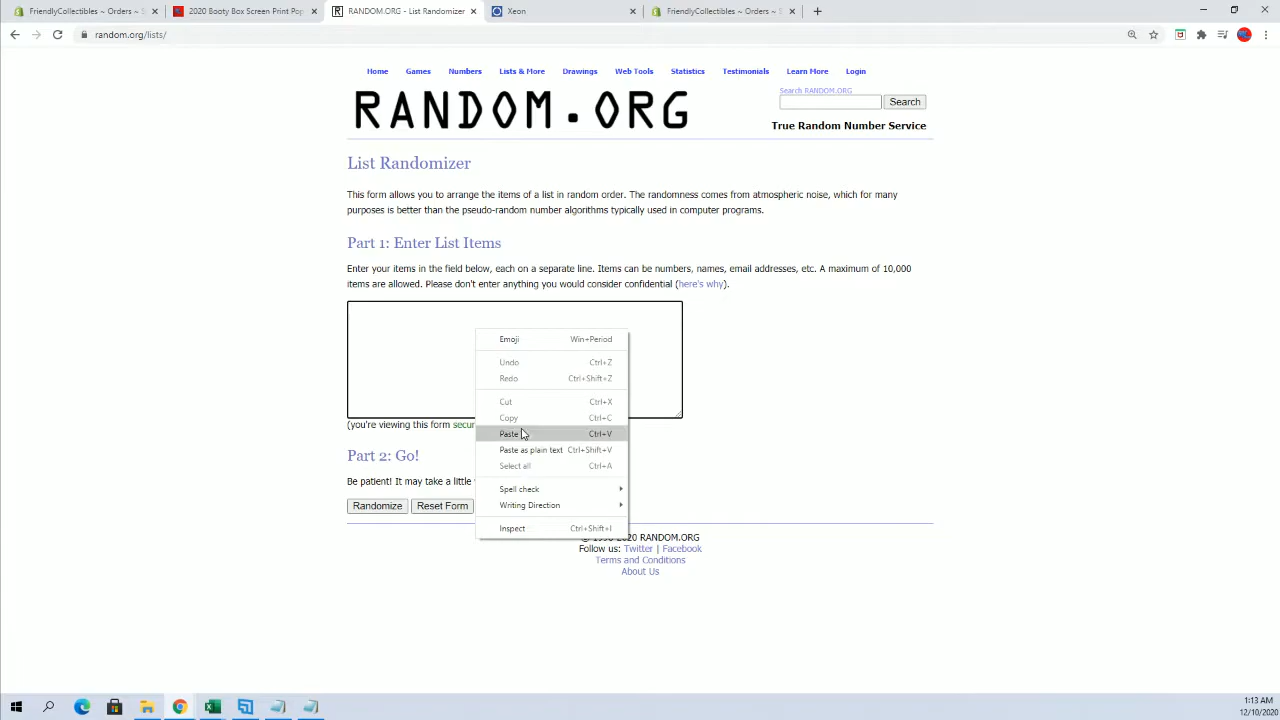 FriendlyCollectibles ~ Orders ~ S
2020 Booty Box Screen Print Pop
RANDOM.ORG - List Randomizer
Xeon
FriendlyCollectibles ~ Orders ~ S
random.org/lists/
Home Games Numbers Lists & More Drawings Web Tools Statistics Testimonials Learn More Login
RANDOM.ORG
Search RANDOM.ORG
Search
True Random Number Service
List Randomizer
This form allows you to arrange the items of a list in random order. The randomness comes from atmospheric noise, which for many
purposes is better than the pseudo-random number algorithms typically used in computer programs.
Part 1: Enter List Items
Enter your items in the field below, each on a separate line. Items can be numbers, names, email addresses, etc. A maximum of 10,000
items are allowed. Please don't enter anything you would consider confidential (here's why).
Emoji Win+Period
Undo Ctrl+Z
Redo Ctrl+Shift+Z
Cut Ctrl+X
Copy Ctrl+C
Paste Ctrl+V
Paste as plain text Ctrl+Shift+V
Select all Ctrl+A
Spell check
Writing Direction
Inspect Ctrl+Shift+I
(you're viewing this form
Part 2: Go!
Be patient! It may take a little
Randomize Reset Form
2020 RANDOM.ORG
Follow us: Twitter | Facebook
Terms and Conditions
About Us
1:13 AM
12/10/2020